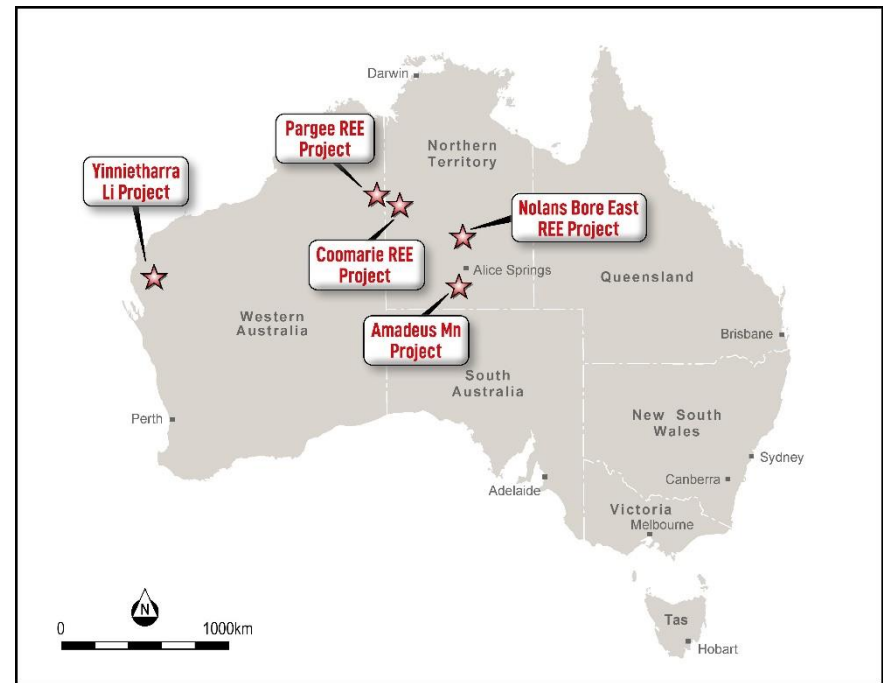 Darwin
Pargee REE
Project
Northern
Territory
Yinnietharra
Li Project
Nolans Bore East
REE Project
Coomarie REE
Project
Alice Springs
Queensland
Western
Australia
Amadeus Mn
Project
Brisbane
South
Australia
New South
Wales
Perth
Sydney
Canberra
Adelaide
Victoria
Melbourne
N
0
1000km
Tas
Hobart